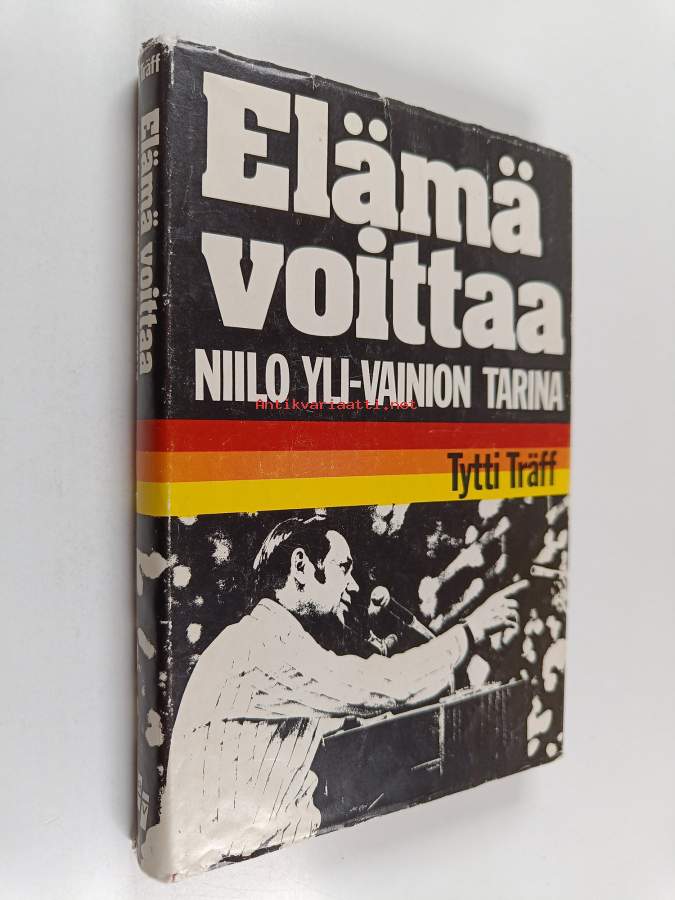 Elämä
voittaa
NIILO YLI-VAINION TARINA
Antikvariaatti.net
Tytti Träff
Träff
Elämä voittaa